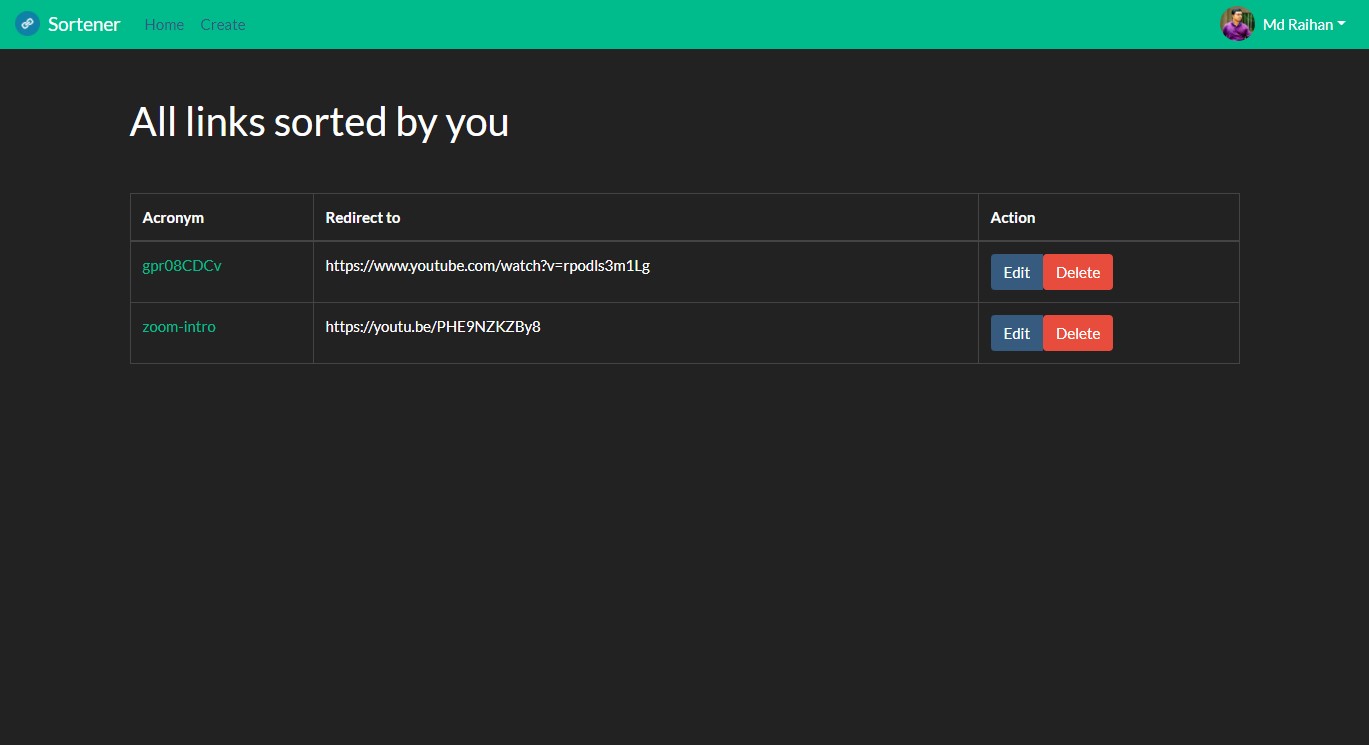 Sortener Home Create Md Raihan
All links sorted by you
Acronym Redirect to Action
gpr08CDCv https://www.youtube.com/watch?v=rpodls3m1Lg Edit Delete
zoom-intro https://youtu.be/PHE9NZKZBy8 Edit Delete